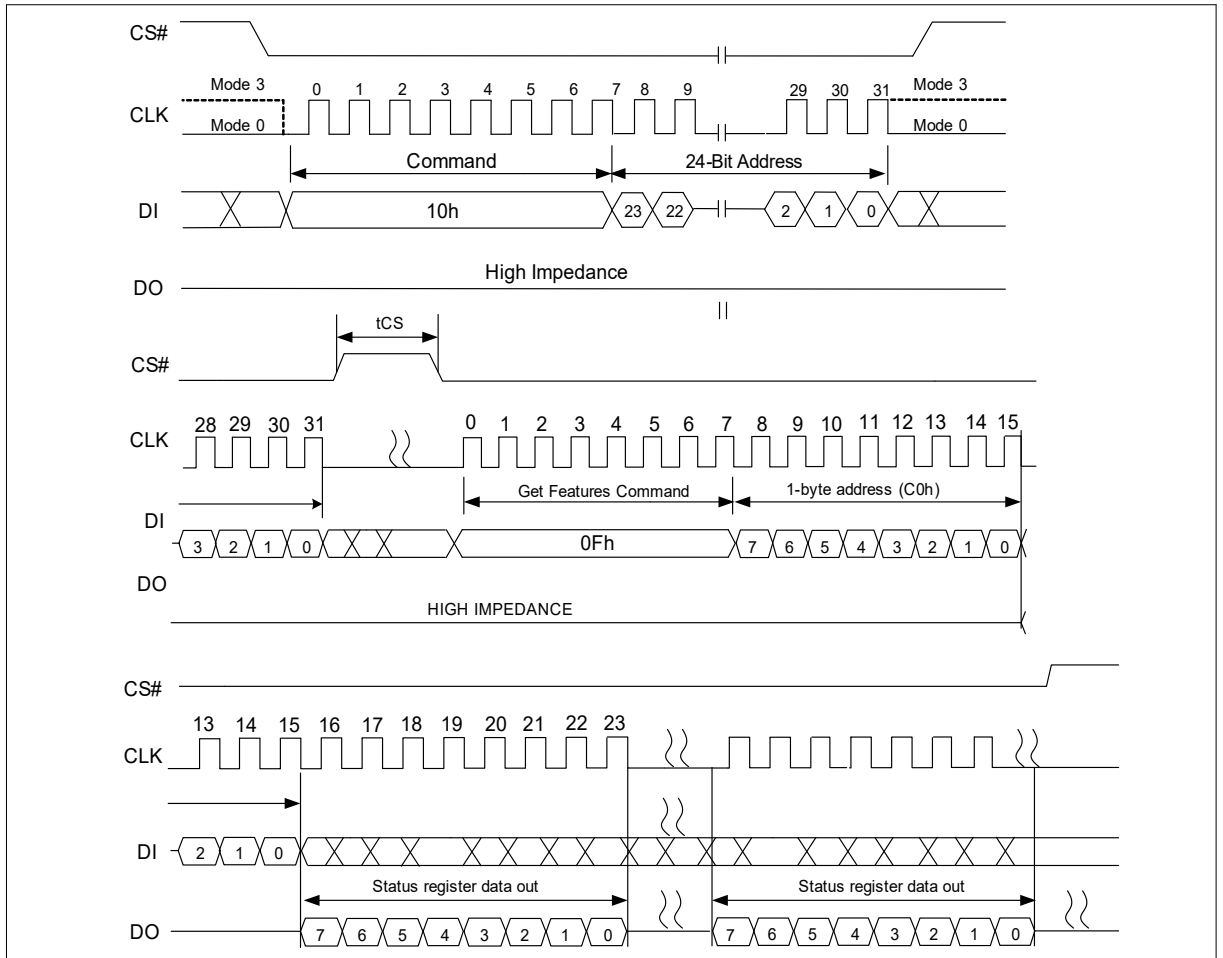 CS#
Mode 3
0 1 2 3 4 5 6 7 8 9 29 30 31
Mode 3
CLK
Mode 0
Mode 0
Command
24-Bit Address
DI
10h
23 22 2 1 0
High Impedance
DO
tCS
CS#
28 29 30 31 0 1 2 3 4 5 6 7 8 9 10 11 12 13 14 15
CLK
Get Features Command
1-byte address (C0h)
DI
3 2 1 0 0Fh 7 6 5 4 3 2 1 0
DO
HIGH IMPEDANCE
CS#
13 14 15 16 17 18 19 20 21 22 23
CLK
DI
2 1 0
Status register data out
Status register data out
DO
7 6 5 4 3 2 1 0 7 6 5 4 3 2 1 0